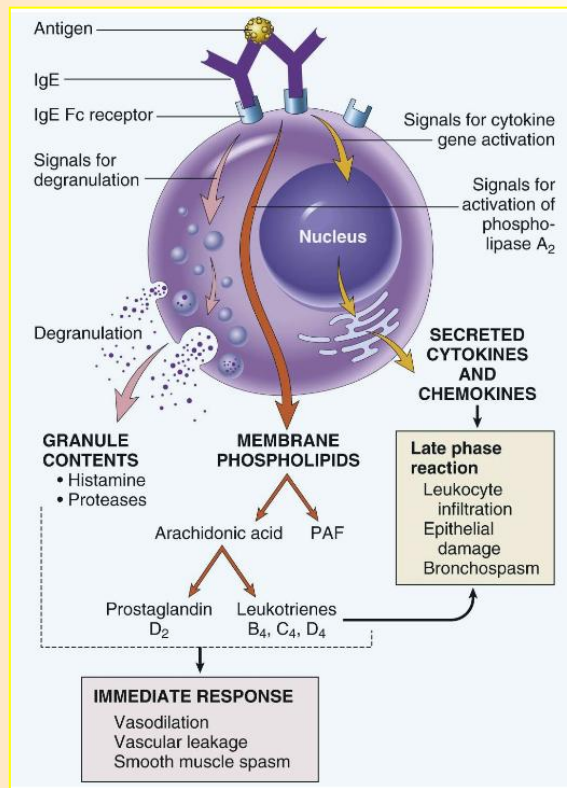 Antigen
IgE
IgE Fc receptor
Signals for
degranulation
Signals for cytokine
gene activation
Signals for
activation of
phospho-
lipase A₂
Nucleus
Degranulation
SECRETED
CYTOKINES
AND
CHEMOKINES
GRANULE
CONTENTS
• Histamine
• Proteases
MEMBRANE
PHOSPHOLIPIDS
Late phase
reaction
Leukocyte
infiltration
Epithelial
damage
Bronchospasm
Arachidonic acid
PAF
Prostaglandin
D₂
Leukotrienes
B₄, C₄, D₄
IMMEDIATE RESPONSE
Vasodilation
Vascular leakage
Smooth muscle spasm